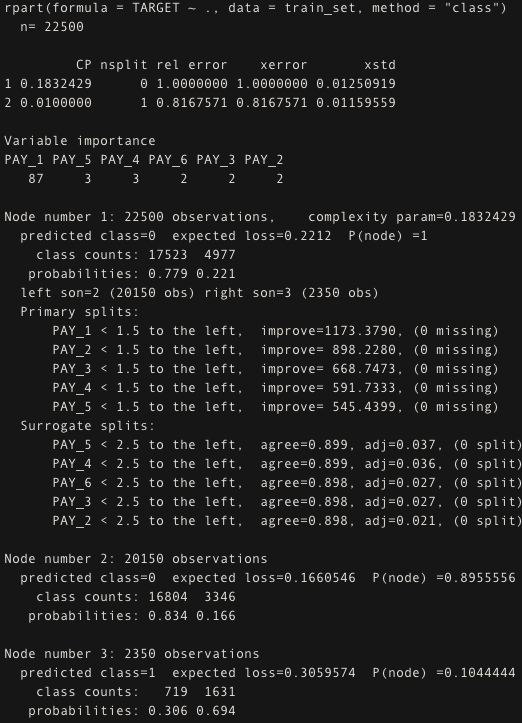 rpart(formula = TARGET ~ ., data = train_set, method = "class")
  n= 22500

         CP nsplit rel error    xerror       xstd
1 0.1832429      0 1.0000000 1.0000000 0.01250919
2 0.0100000      1 0.8167571 0.8167571 0.01159559

Variable importance
PAY_1 PAY_5 PAY_4 PAY_6 PAY_3 PAY_2
   87     3     3     2     2     2

Node number 1: 22500 observations,    complexity param=0.1832429
  predicted class=0  expected loss=0.2212  P(node) =1
    class counts: 17523  4977
   probabilities: 0.779 0.221
  left son=2 (20150 obs) right son=3 (2350 obs)
  Primary splits:
      PAY_1 < 1.5 to the left,  improve=1173.3790, (0 missing)
      PAY_2 < 1.5 to the left,  improve= 898.2280, (0 missing)
      PAY_3 < 1.5 to the left,  improve= 668.7473, (0 missing)
      PAY_4 < 1.5 to the left,  improve= 591.7333, (0 missing)
      PAY_5 < 1.5 to the left,  improve= 545.4399, (0 missing)
  Surrogate splits:
      PAY_5 < 2.5 to the left,  agree=0.899, adj=0.037, (0 split)
      PAY_4 < 2.5 to the left,  agree=0.899, adj=0.036, (0 split)
      PAY_6 < 2.5 to the left,  agree=0.898, adj=0.027, (0 split)
      PAY_3 < 2.5 to the left,  agree=0.898, adj=0.027, (0 split)
      PAY_2 < 2.5 to the left,  agree=0.898, adj=0.021, (0 split)

Node number 2: 20150 observations
  predicted class=0  expected loss=0.1660546  P(node) =0.8955556
    class counts: 16804  3346
   probabilities: 0.834 0.166

Node number 3: 2350 observations
  predicted class=1  expected loss=0.3059574  P(node) =0.1044444
    class counts:   719  1631
   probabilities: 0.306 0.694